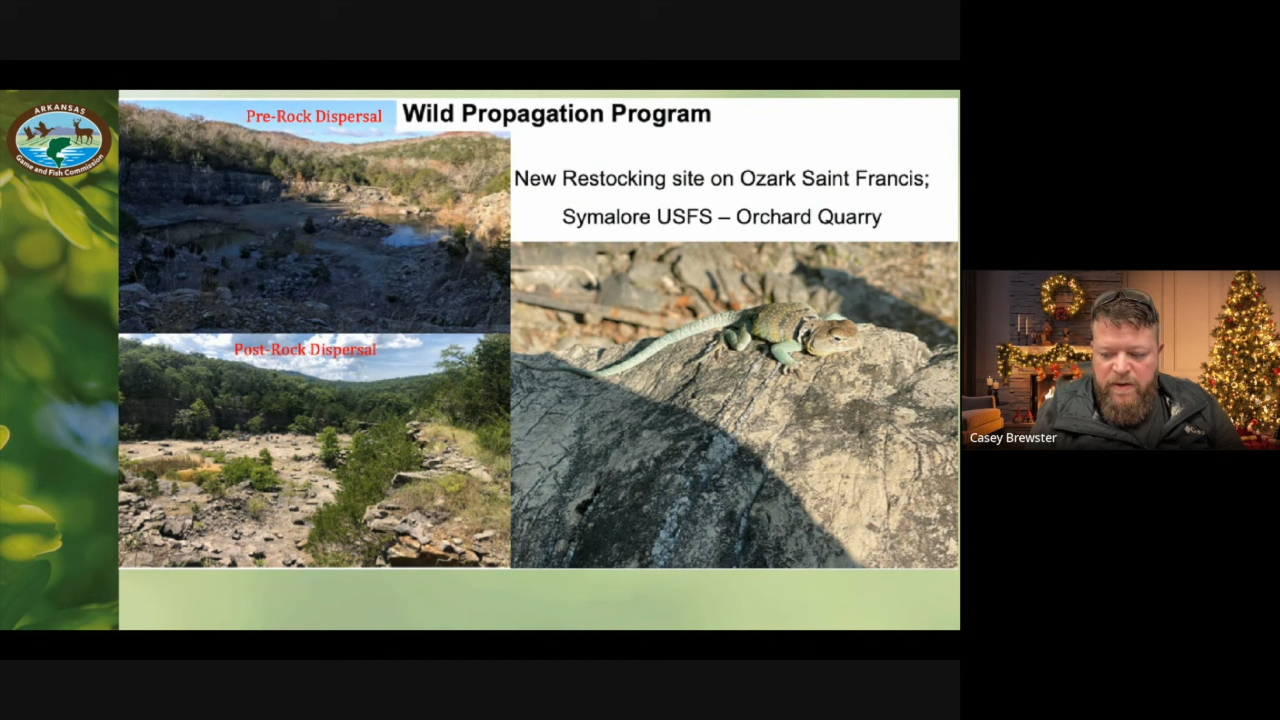 ARKANSAS
Game and Fish Commission
Pre-Rock Dispersal
Wild Propagation Program
New Restocking site on Ozark Saint Francis;
Symalore USFS – Orchard Quarry
Post-Rock Dispersal
Casey Brewster